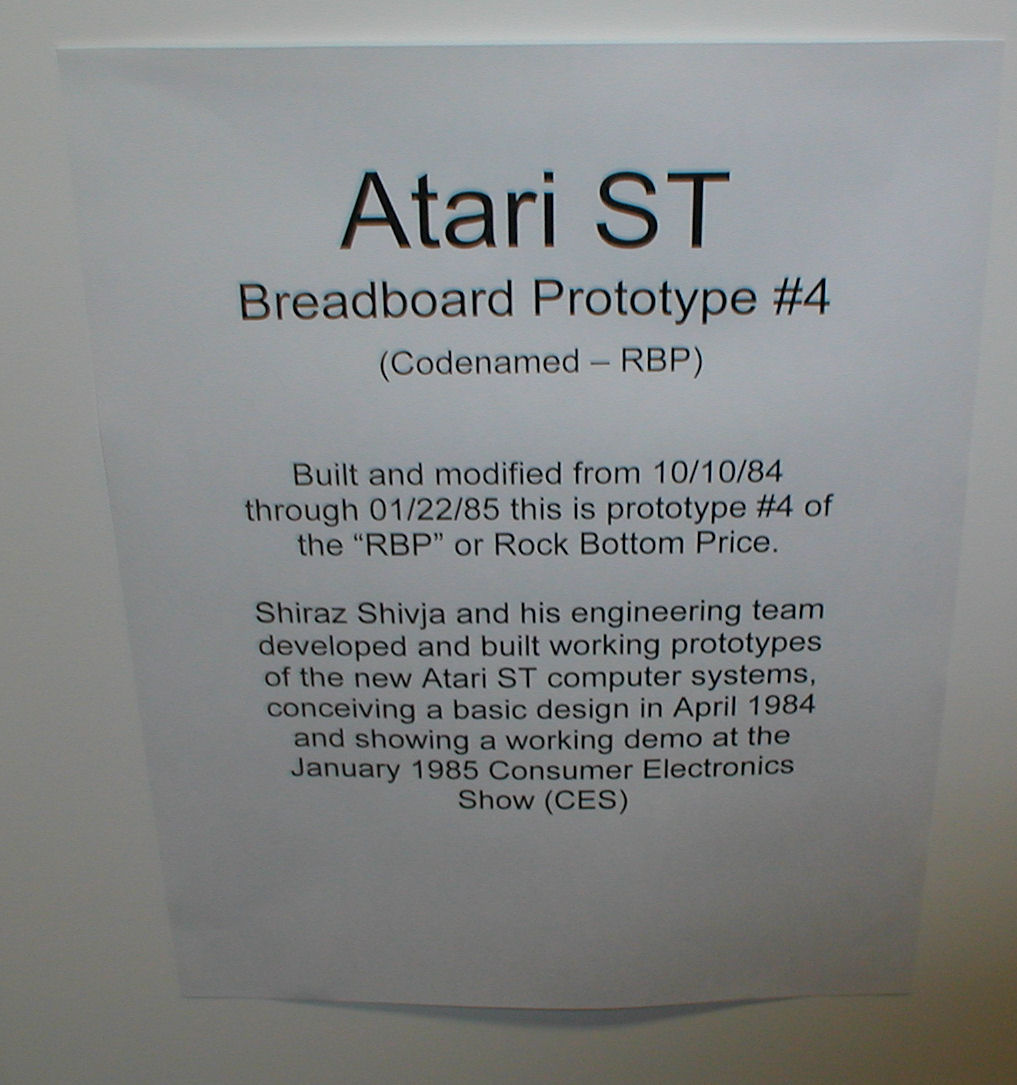 Atari ST
Breadboard Prototype #4
(Codenamed – RBP)
Built and modified from 10/10/84
through 01/22/85 this is prototype #4 of
the “RBP” or Rock Bottom Price.
Shiraz Shivja and his engineering team
developed and built working prototypes
of the new Atari ST computer systems,
conceiving a basic design in April 1984
and showing a working demo at the
January 1985 Consumer Electronics
Show (CES)